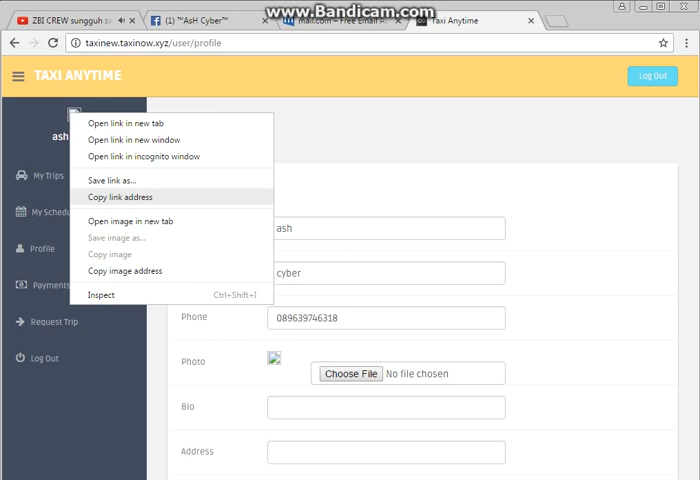 www.Bandicam.com
ZBI CREW sungguh sa
(1) ™AsH Cyber™
mail.com – Free Email A
Taxi Anytime
taxinew.taxinow.xyz/user/profile
TAXI ANYTIME
Log Out
ash
My Trips
My Schedu
Profile
Payments
Request Trip
Log Out
Open link in new tab
Open link in new window
Open link in incognito window
Save link as...
Copy link address
Open image in new tab
Save image as...
Copy image
Copy image address
Inspect Ctrl+Shift+I
ash
cyber
Phone 089639746318
Photo
Choose File No file chosen
Bio
Address